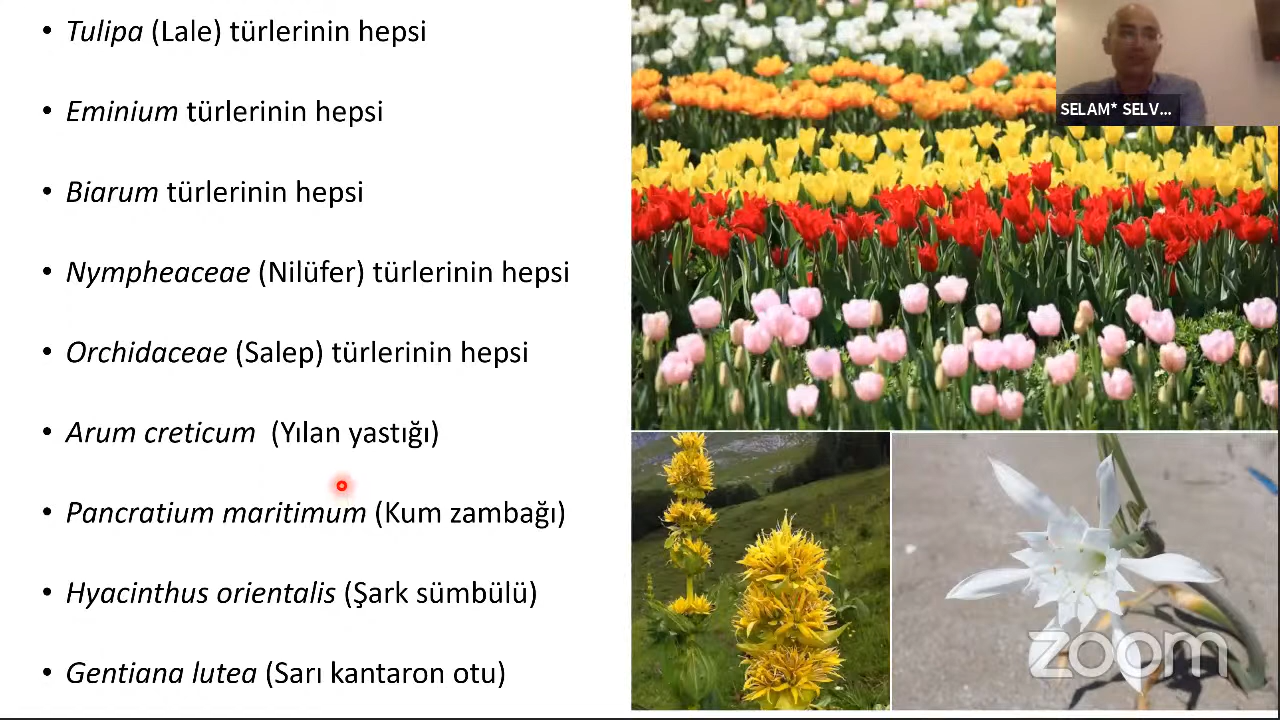 • Tulipa (Lale) türlerinin hepsi
• Eminium türlerinin hepsi
• Biarum türlerinin hepsi
• Nympheaceae (Nilüfer) türlerinin hepsi
• Orchidaceae (Salep) türlerinin hepsi
• Arum creticum (Yılan yastığı)
• Pancratium maritimum (Kum zambağı)
• Hyacinthus orientalis (Şark sümbülü)
• Gentiana lutea (Sarı kantaron otu)
SELAM* SELV...
zoom